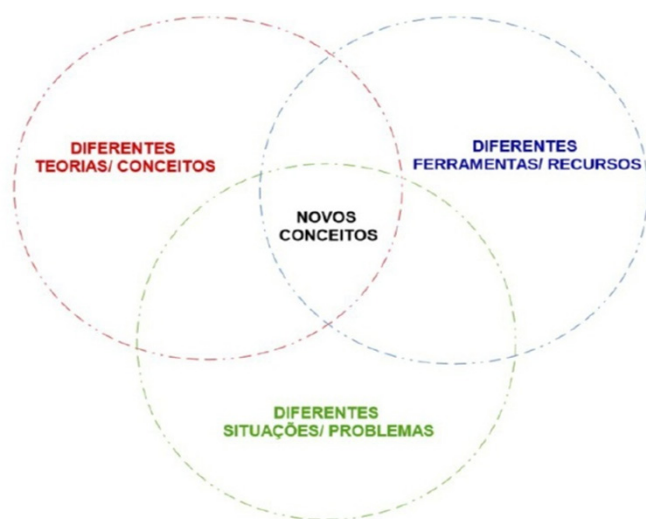 DIFERENTES
TEORIAS/ CONCEITOS
DIFERENTES
FERRAMENTAS/ RECURSOS
NOVOS
CONCEITOS
DIFERENTES
SITUAÇÕES/ PROBLEMAS